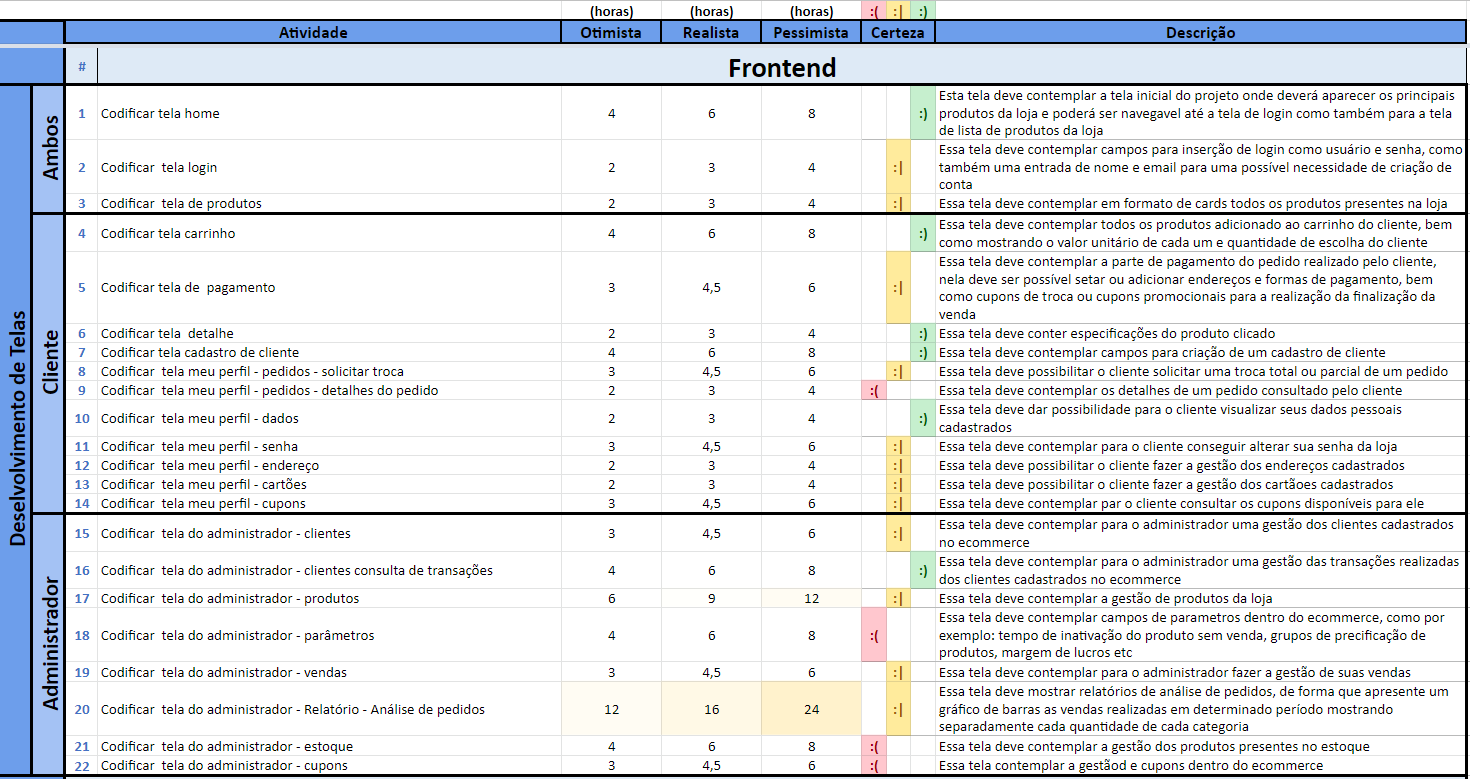 (horas) (horas) (horas) :( :| :)
Atividade Otimista Realista Pessimista Certeza Descrição
# Frontend
Deselvolvimento de Telas
Ambos
1 Codificar tela home 4 6 8 :) Esta tela deve contemplar a tela inicial do projeto onde deverá aparecer os principais
produtos da loja e poderá ser navegavel até a tela de login como também para a tela
de lista de produtos da loja
2 Codificar tela login 2 3 4 :| Essa tela deve contemplar campos para inserção de login como usuário e senha, como
também uma entrada de nome e email para uma possível necessidade de criação de
conta
3 Codificar tela de produtos 2 3 4 :| Essa tela deve contemplar em formato de cards todos os produtos presentes na loja
Cliente
4 Codificar tela carrinho 4 6 8 :) Essa tela deve contemplar todos os produtos adicionado ao carrinho do cliente, bem
como mostrando o valor unitário de cada um e quantidade de escolha do cliente
5 Codificar tela de pagamento 3 4,5 6 :| Essa tela deve contemplar a parte de pagamento do pedido realizado pelo cliente,
nela deve ser possível setar ou adicionar endereços e formas de pagamento, bem
como cupons de troca ou cupons promocionais para a realização da finalização da
venda
6 Codificar tela detalhe 2 3 4 :) Essa tela deve conter especificações do produto clicado
7 Codificar tela cadastro de cliente 4 6 8 :) Essa tela deve contemplar campos para criação de um cadastro de cliente
8 Codificar tela meu perfil - pedidos - solicitar troca 3 4,5 6 :| Essa tela deve possibilitar o cliente solicitar uma troca total ou parcial de um pedido
9 Codificar tela meu perfil - pedidos - detalhes do pedido 2 3 4 :( Essa tela deve contemplar os detalhes de um pedido consultado pelo cliente
10 Codificar tela meu perfil - dados 2 3 4 :) Essa tela deve dar possibilidade para o cliente visualizar seus dados pessoais
cadastrados
11 Codificar tela meu perfil - senha 3 4,5 6 :| Essa tela deve contemplar para o cliente conseguir alterar sua senha da loja
12 Codificar tela meu perfil - endereço 2 3 4 :| Essa tela deve possibilitar o cliente fazer a gestão dos endereços cadastrados
13 Codificar tela meu perfil - cartões 2 3 4 :| Essa tela deve possibilitar o cliente fazer a gestão dos cartãoes cadastrados
14 Codificar tela meu perfil - cupons 3 4,5 6 :| Essa tela deve contemplar par o cliente consultar os cupons disponíveis para ele
Administrador
15 Codificar tela do administrador - clientes 3 4,5 6 :| Essa tela deve contemplar para o administrador uma gestão dos clientes cadastrados
no ecommerce
16 Codificar tela do administrador - clientes consulta de transações 4 6 8 :) Essa tela deve contemplar para o administrador uma gestão das transações realizadas
dos clientes cadastrados no ecommerce
17 Codificar tela do administrador - produtos 6 9 12 :| Essa tela deve contemplar a gestão de produtos da loja
18 Codificar tela do administrador - parâmetros 4 6 8 :( Essa tela deve contemplar campos de parametros dentro do ecommerce, como por
exemplo: tempo de inativação do produto sem venda, grupos de precificação de
produtos, margem de lucros etc
19 Codificar tela do administrador - vendas 3 4,5 6 :| Essa tela deve contemplar para o administrador fazer a gestão de suas vendas
20 Codificar tela do administrador - Relatório - Análise de pedidos 12 16 24 :| Essa tela deve mostrar relatórios de análise de pedidos, de forma que apresente um
gráfico de barras as vendas realizadas em determinado período mostrando
separadamente cada quantidade de cada categoria
21 Codificar tela do administrador - estoque 4 6 8 :( Essa tela deve contemplar a gestão dos produtos presentes no estoque
22 Codificar tela do administrador - cupons 3 4,5 6 :( Essa tela contemplar a gestãod e cupons dentro do ecommerce